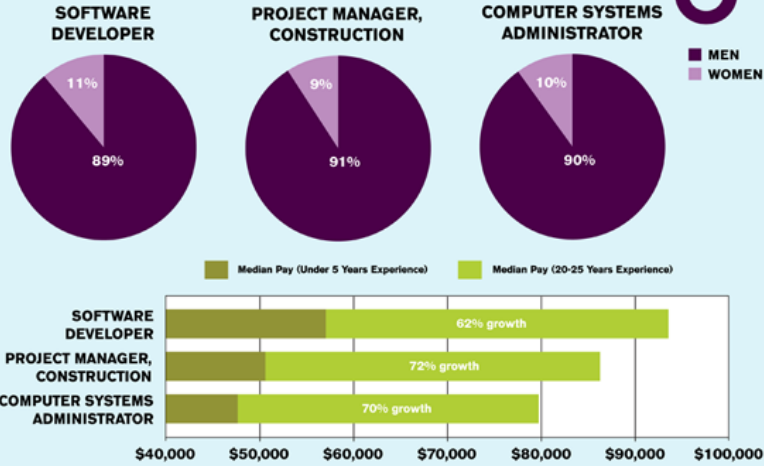 SOFTWARE
DEVELOPER
PROJECT MANAGER,
CONSTRUCTION
COMPUTER SYSTEMS
ADMINISTRATOR
MEN
WOMEN
11%
89%
9%
91%
10%
90%
Median Pay (Under 5 Years Experience)
Median Pay (20-25 Years Experience)
SOFTWARE
DEVELOPER
62% growth
PROJECT MANAGER,
CONSTRUCTION
72% growth
COMPUTER SYSTEMS
ADMINISTRATOR
70% growth
$40,000 $50,000 $60,000 $70,000 $80,000 $90,000 $100,000